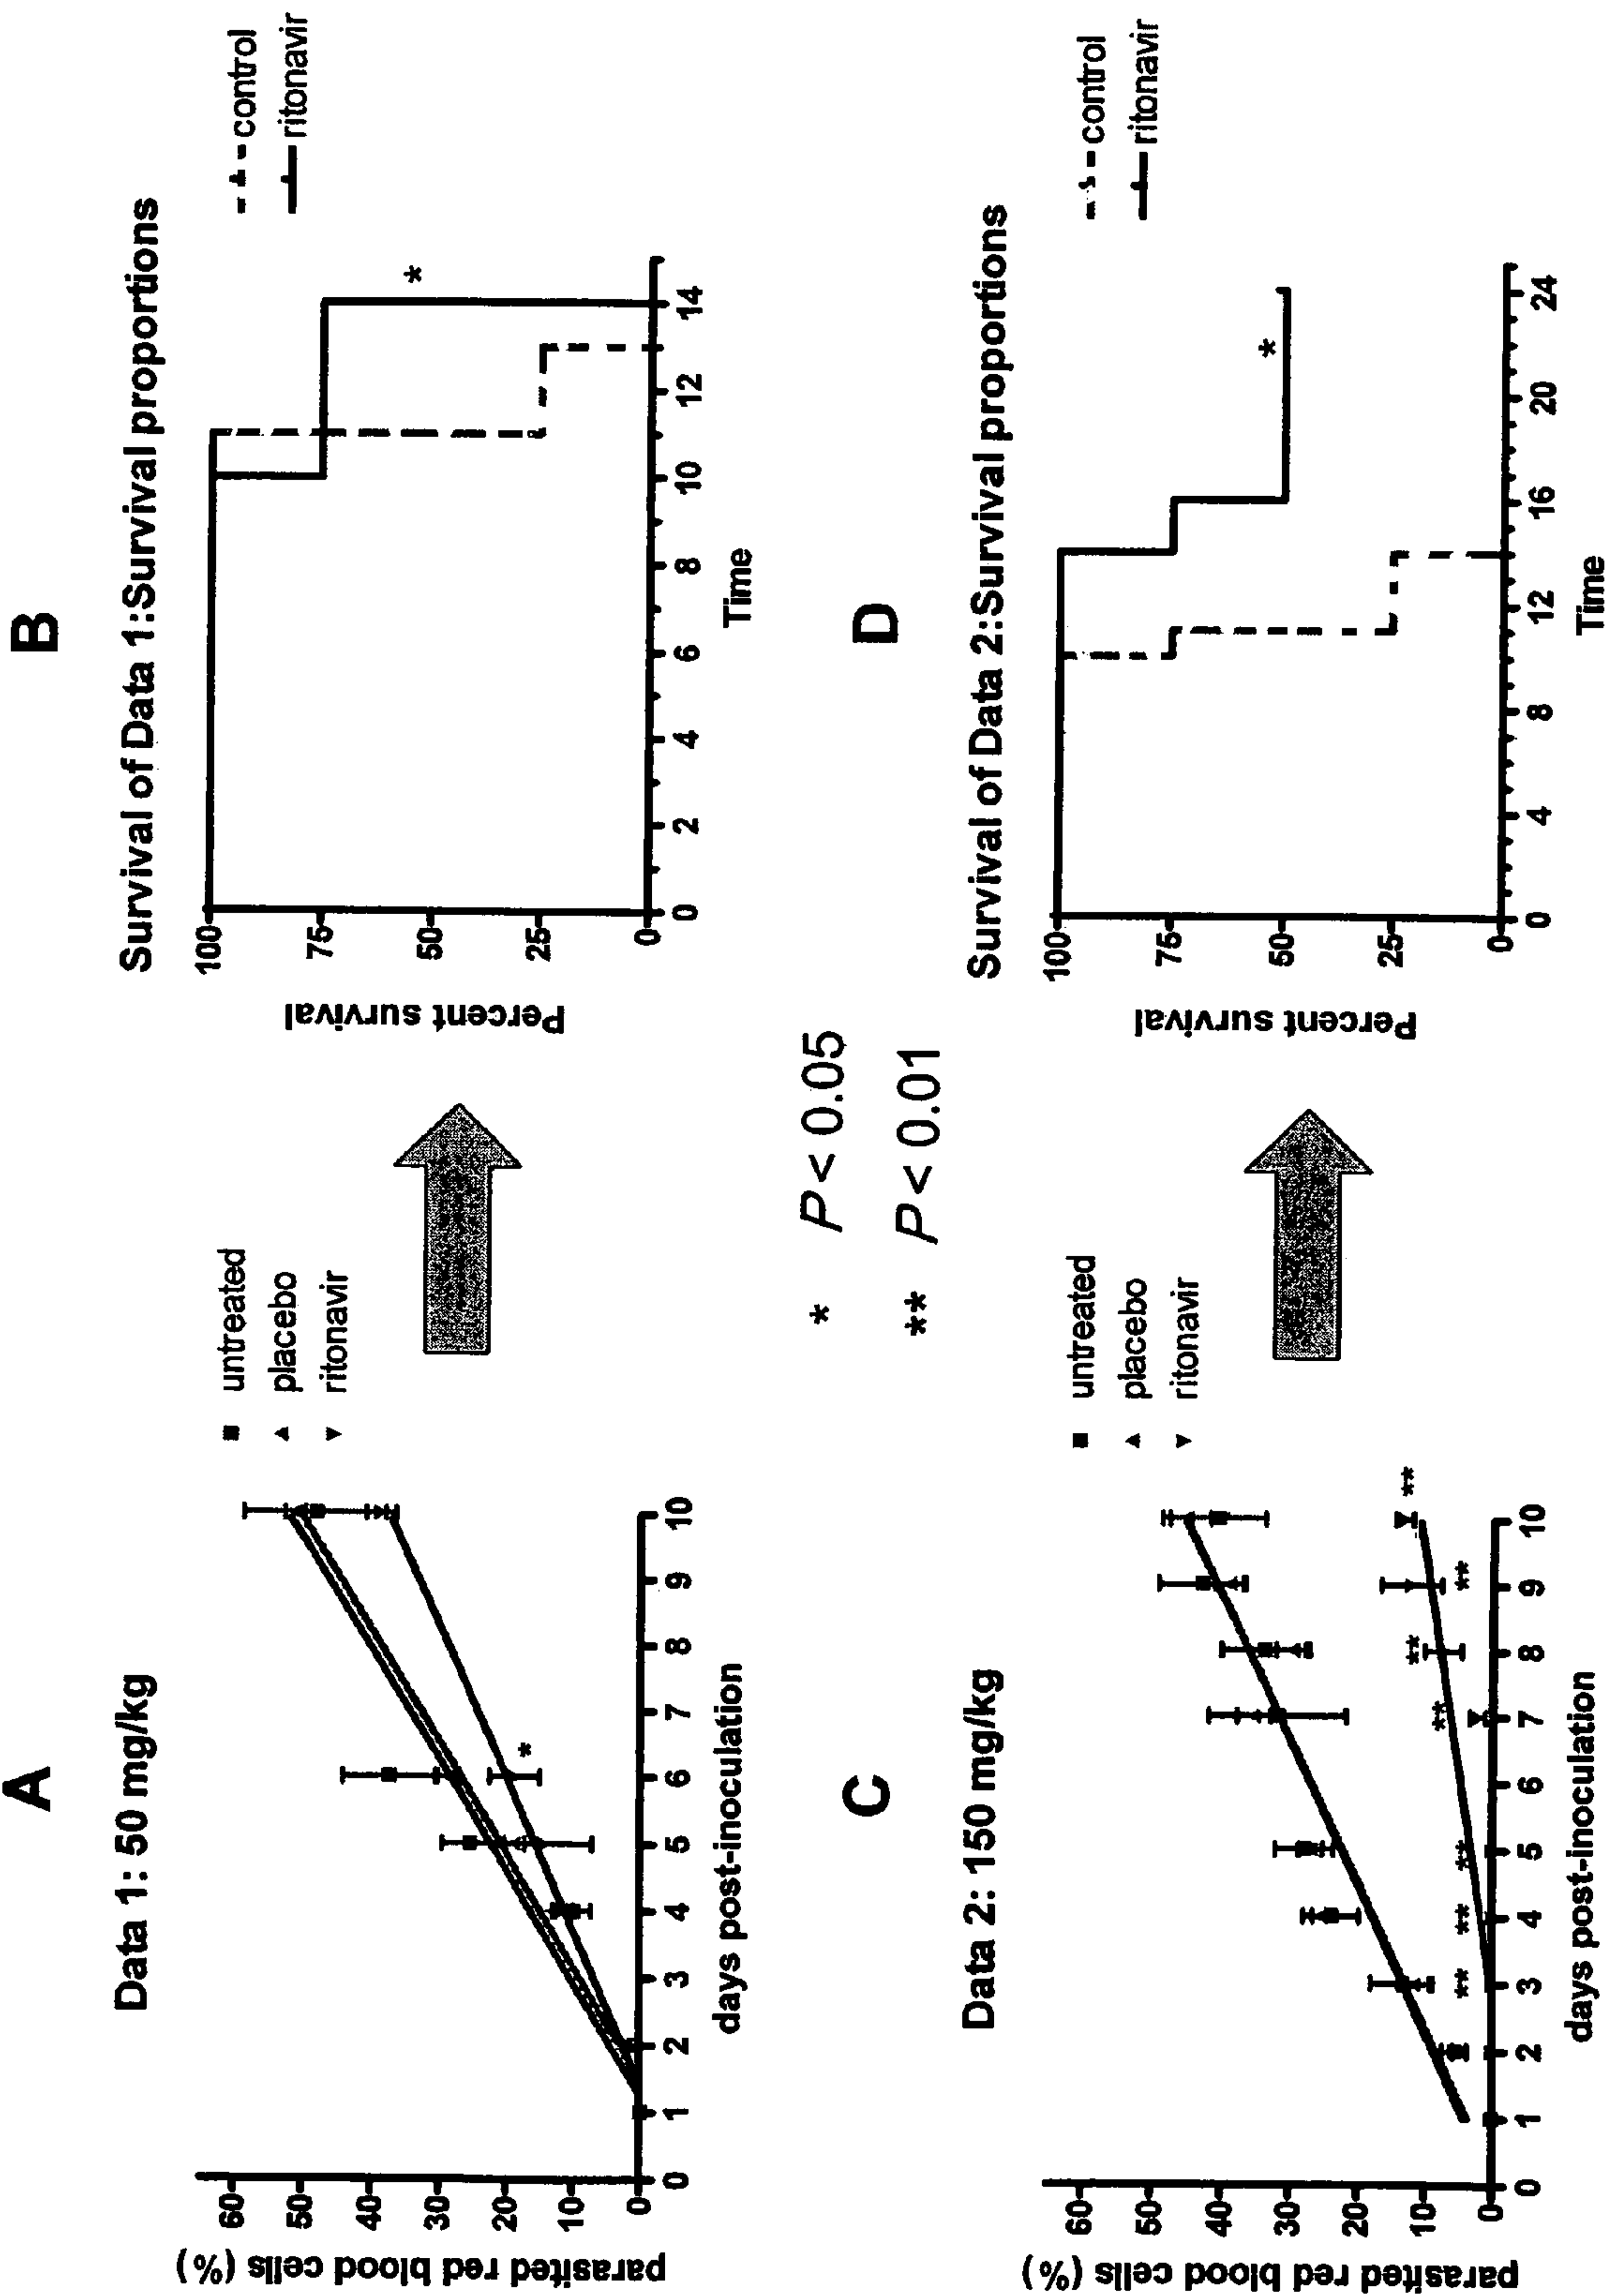 A
Data 1: 50 mg/kg
parasited red blood cells (%)
60
50
40
30
20
10
0
0 1 2 3 4 5 6 7 8 9 10
days post-inoculation
*
untreated
placebo
ritonavir
B
Survival of Data 1:Survival proportions
Percent survival
100
75
50
25
0
0 2 4 6 8 10 12 14
Time
*
control
ritonavir
* P < 0.05
** P < 0.01
C
Data 2: 150 mg/kg
parasited red blood cells (%)
60
50
40
30
20
10
0
0 1 2 3 4 5 6 7 8 9 10
days post-inoculation
** ** ** ** ** ** **
untreated
placebo
ritonavir
D
Survival of Data 2:Survival proportions
Percent survival
100
75
50
25
0
0 4 8 12 16 20 24
Time
*
control
ritonavir